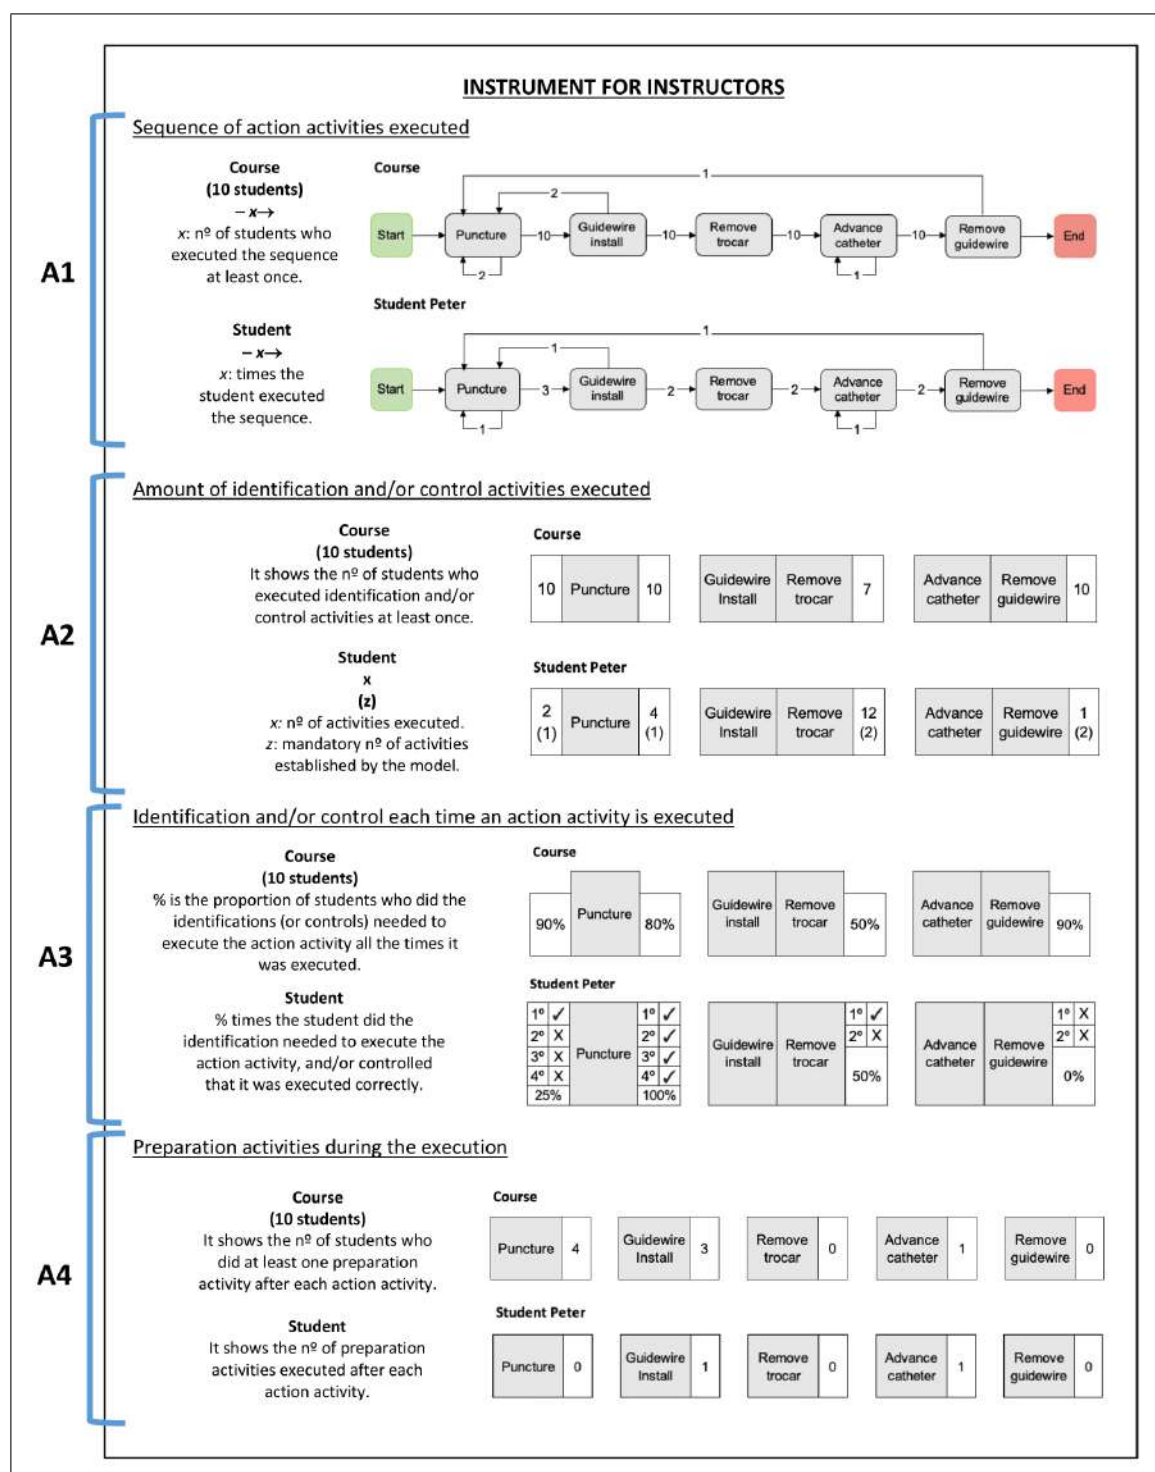 INSTRUMENT FOR INSTRUCTORS
A1
Sequence of action activities executed
Course
(10 students)
– x→
x: nº of students who
executed the sequence
at least once.
Course
1
2
Start
Puncture
10
Guidewire
install
10
Remove
trocar
10
Advance
catheter
10
Remove
guidewire
End
2
1
Student
– x→
x: times the
student executed
the sequence.
Student Peter
1
1
Start
Puncture
3
Guidewire
install
2
Remove
trocar
2
Advance
catheter
2
Remove
guidewire
End
1
1
A2
Amount of identification and/or control activities executed
Course
(10 students)
It shows the nº of students who
executed identification and/or
control activities at least once.
Course
10 Puncture 10
Guidewire Remove
Install trocar 7
Advance Remove
catheter guidewire 10
Student
x
(z)
x: nº of activities executed.
z: mandatory nº of activities
established by the model.
Student Peter
2
(1)
Puncture
4
(1)
Guidewire Remove
Install trocar
12
(2)
Advance Remove
catheter guidewire
1
(2)
A3
Identification and/or control each time an action activity is executed
Course
(10 students)
% is the proportion of students who did the
identifications (or controls) needed to
execute the action activity all the times it
was executed.
Course
90% Puncture 80%
Guidewire Remove
install trocar 50%
Advance Remove
catheter guidewire 90%
Student
% times the student did the
identification needed to execute the
action activity, and/or controlled
that it was executed correctly.
Student Peter
1º ✓
2º X
3º X
4º X
25%
Puncture
1º ✓
2º ✓
3º ✓
4º ✓
100%
Guidewire Remove
install trocar
1º ✓
2º X
50%
Advance Remove
catheter guidewire
1º X
2º X
0%
A4
Preparation activities during the execution
Course
(10 students)
It shows the nº of students who
did at least one preparation
activity after each action activity.
Course
Puncture 4
Guidewire
Install 3
Remove
trocar 0
Advance
catheter 1
Remove
guidewire 0
Student
It shows the nº of preparation
activities executed after each
action activity.
Student Peter
Puncture 0
Guidewire
Install 1
Remove
trocar 0
Advance
catheter 1
Remove
guidewire 0